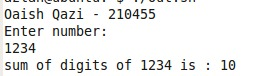 Oaish Qazi - 210455
Enter number:
1234
sum of digits of 1234 is : 10